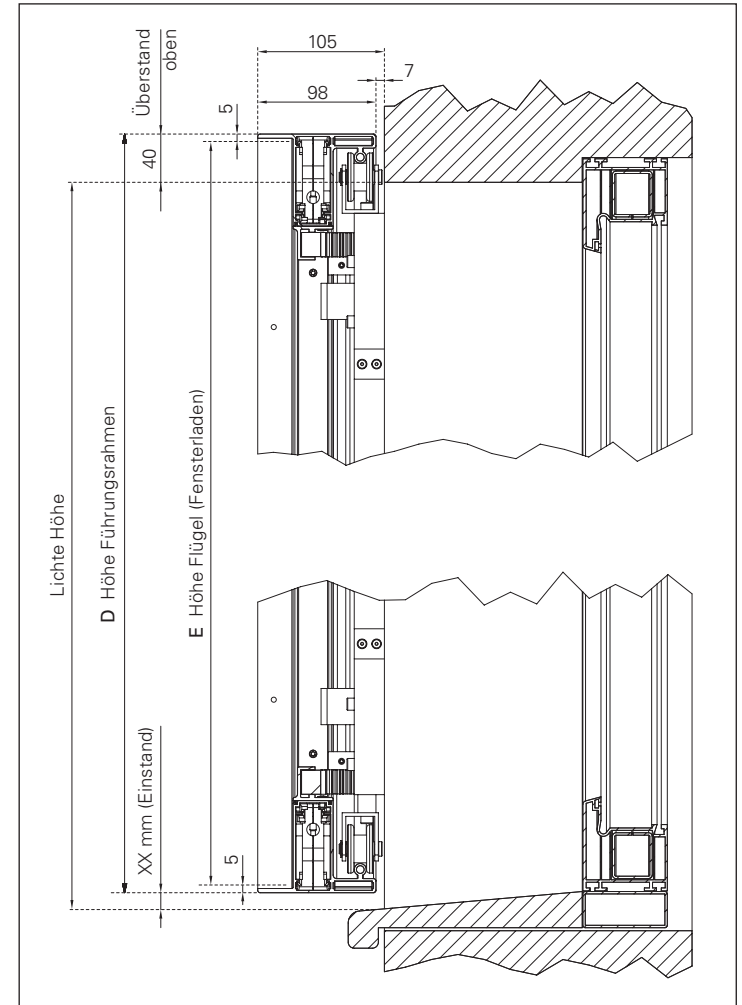 105
98
7
Überstand
oben
5
40
Lichte Höhe
D Höhe Führungsrahmen
E Höhe Flügel (Fensterladen)
XX mm (Einstand)
5